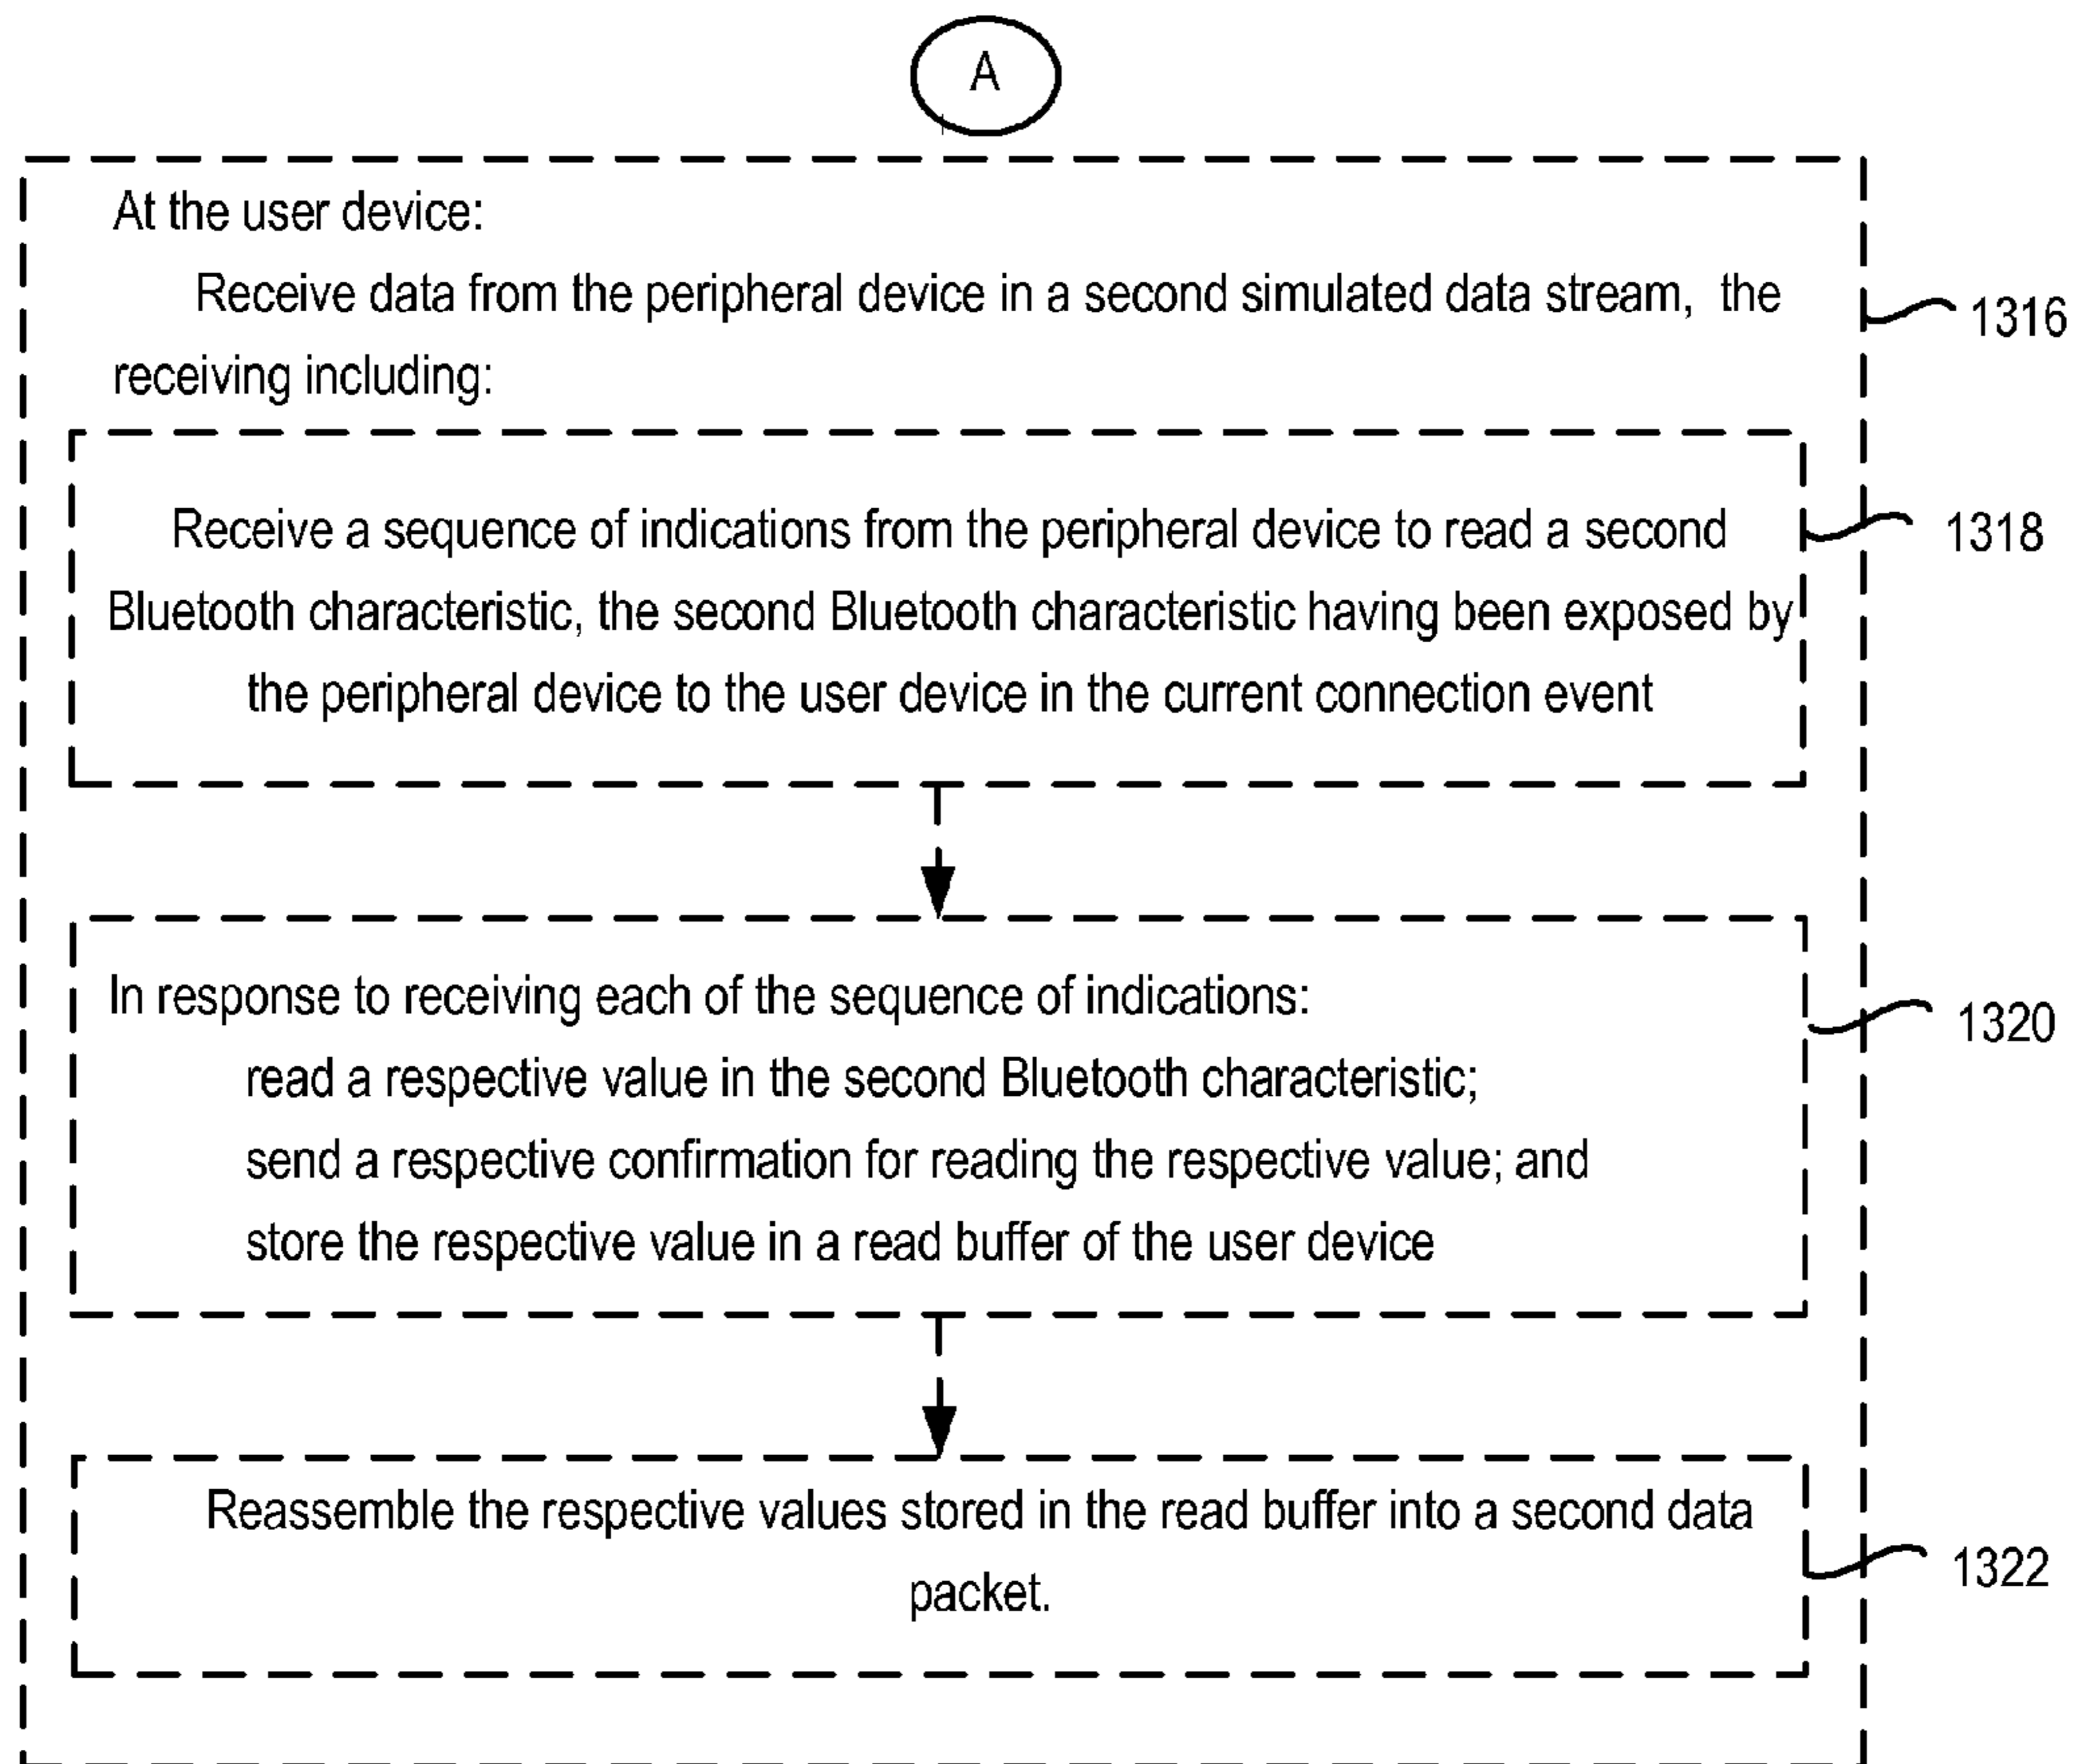 A
At the user device:
Receive data from the peripheral device in a second simulated data stream, the
receiving including:
1316
Receive a sequence of indications from the peripheral device to read a second
Bluetooth characteristic, the second Bluetooth characteristic having been exposed by
the peripheral device to the user device in the current connection event
1318
In response to receiving each of the sequence of indications:
read a respective value in the second Bluetooth characteristic;
send a respective confirmation for reading the respective value; and
store the respective value in a read buffer of the user device
1320
Reassemble the respective values stored in the read buffer into a second data
packet.
1322